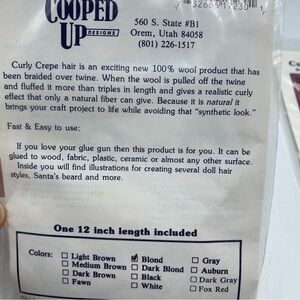 COOPED
UP DESIGNS
560 S. State #B1
Orem, Utah 84058
(801) 226-1517
Curly Crepe hair is an exciting new 100% wool product that has
been braided over twine. When the wool is pulled off the twine
and fluffed it more than triples in length and gives a realistic curly
effect that only a natural fiber can give. Because it is natural it
brings your craft project to life while avoiding that "synthetic look."
Fast & Easy to use:
If you love your glue gun then this product is for you. It can be
glued to wood, fabric, plastic, ceramic or almost any other surface.
Inside you will find illustrations for creating several doll hair
styles, Santa's beard and more.
One 12 inch length included
Colors: Light Brown Blond Gray
Medium Brown Dark Blond Auburn
Dark Brown Black Dark Gray
Fawn White Fox Red